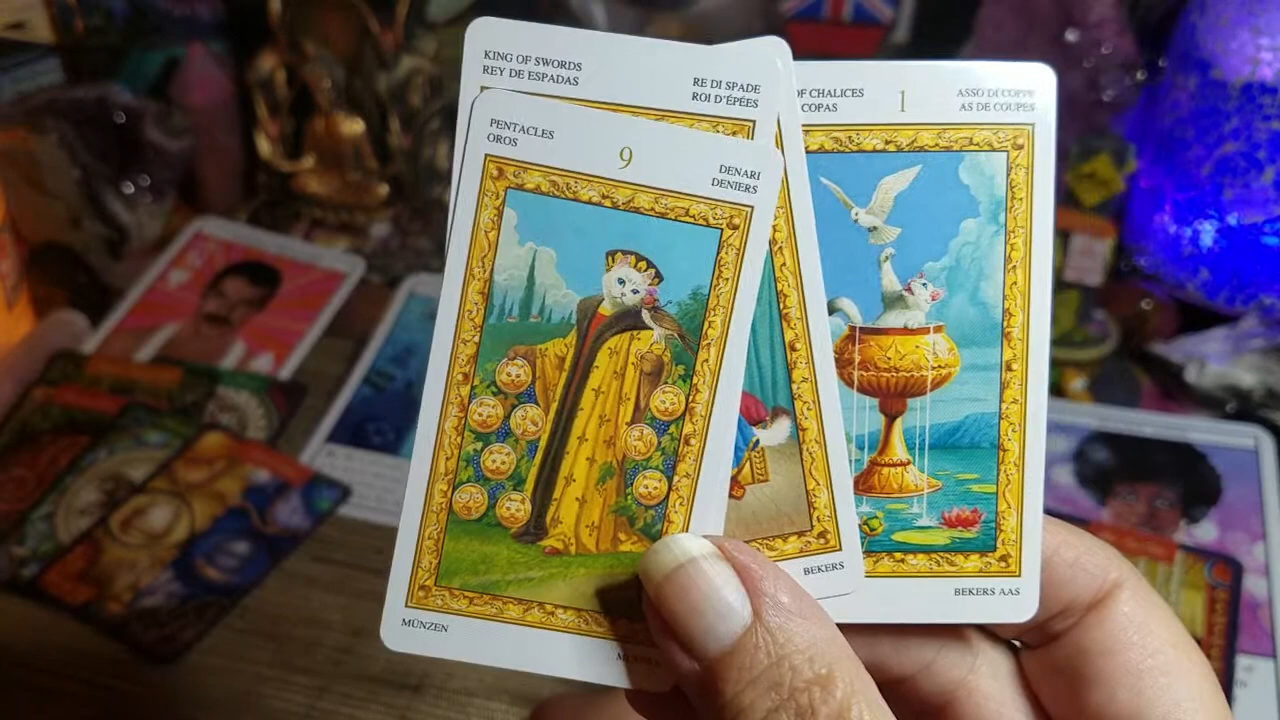 KING OF SWORDS
REY DE ESPADAS
RE DI SPADE
ROI D'ÉPÉES
PENTACLES
OROS
9
DENARI
DENIERS
MÜNZEN
OF CHALICES
COPAS
1
ASSO DI COPPE
AS DE COUPES
BEKERS
BEKERS AAS